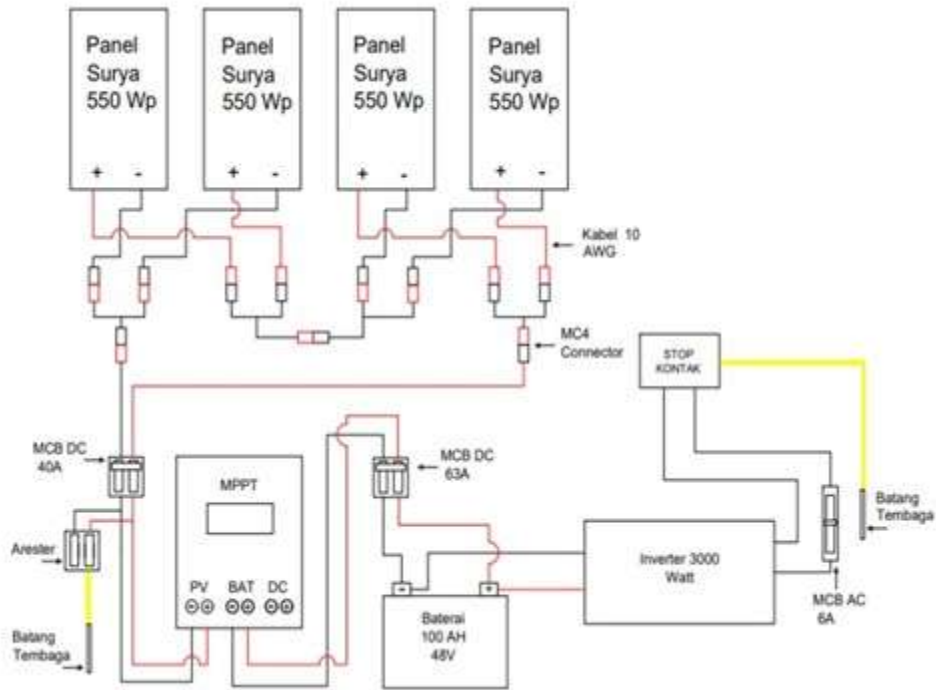 Panel
Surya
550 Wp
+ -
Panel
Surya
550 Wp
+ -
Panel
Surya
550 Wp
+ -
Panel
Surya
550 Wp
+ -
Kabel 10
AWG
MC4
Connector
STOP
KONTAK
MCB DC
40A
MPPT
PV BAT DC
MCB DC
63A
Arester
Batang
Tembaga
- +
Baterai
100 AH
48V
Inverter 3000
Watt
Batang
Tembaga
MCB AC
6A